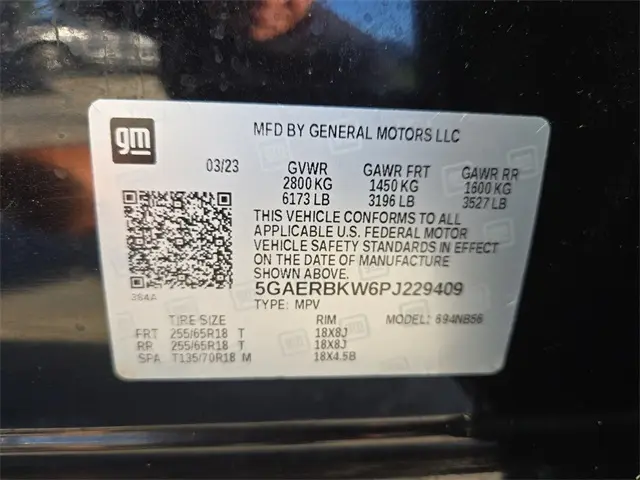 gm
MFD BY GENERAL MOTORS LLC
03/23 GVWR GAWR FRT GAWR RR
2800 KG 1450 KG 1600 KG
6173 LB 3196 LB 3527 LB
THIS VEHICLE CONFORMS TO ALL
APPLICABLE U.S. FEDERAL MOTOR
VEHICLE SAFETY STANDARDS IN EFFECT
ON THE DATE OF MANUFACTURE
SHOWN ABOVE.
384A
5GAERBKW6PJ229409
TYPE: MPV
TIRE SIZE RIM MODEL: 694NB56
FRT 255/65R18 T 18X8J
RR 255/65R18 T 18X8J
SPA T135/70R18 M 18X4.5B